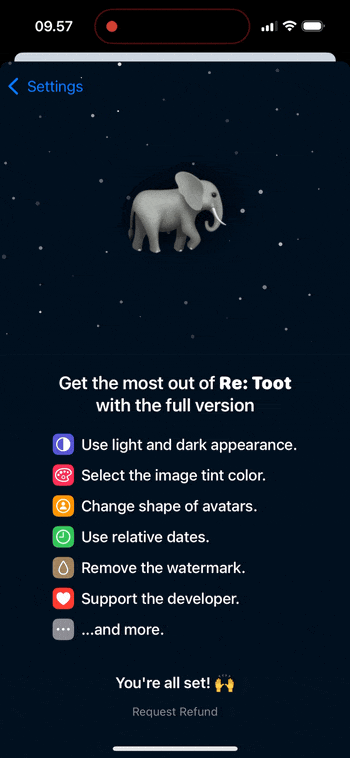 09.57
Settings
Get the most out of Re: Toot
with the full version
Use light and dark appearance.
Select the image tint color.
Change shape of avatars.
Use relative dates.
Remove the watermark.
Support the developer.
...and more.
You're all set! 🙌
Request Refund